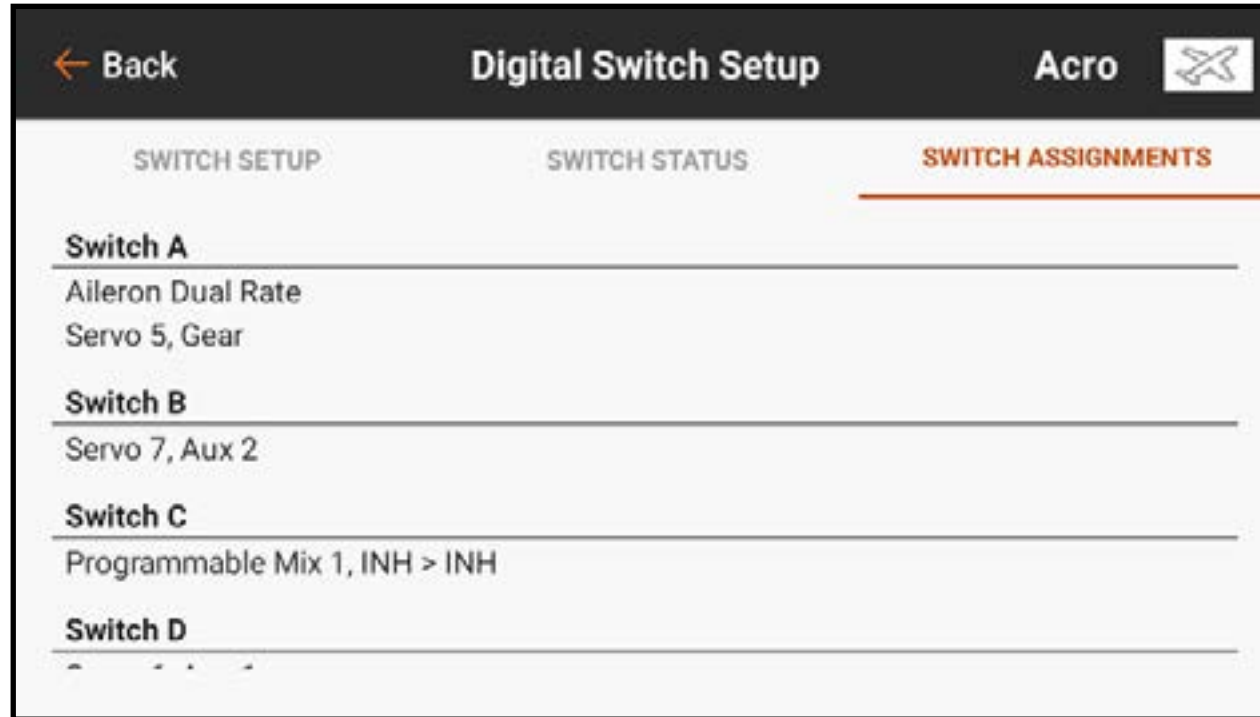 Back
Digital Switch Setup
Acro
SWITCH SETUP
SWITCH STATUS
SWITCH ASSIGNMENTS
Switch A
Aileron Dual Rate
Servo 5, Gear
Switch B
Servo 7, Aux 2
Switch C
Programmable Mix 1, INH > INH
Switch D